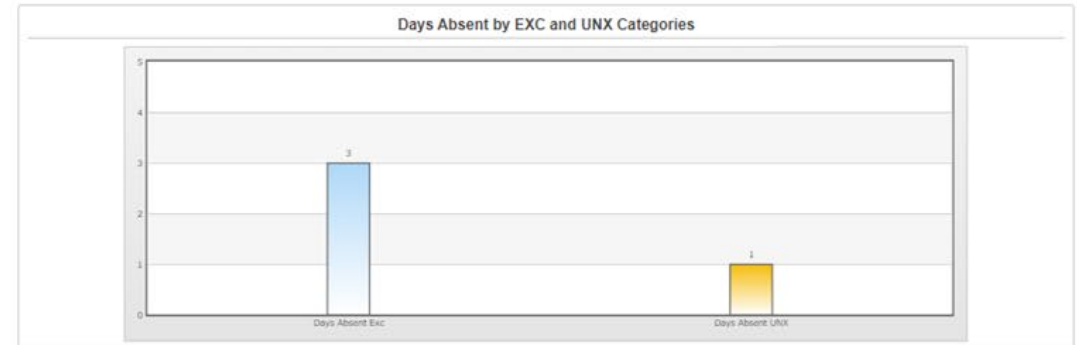 Days Absent by EXC and UNX Categories
5
4
3
3
2
1
1
0
Days Absent Exc
Days Absent UNX